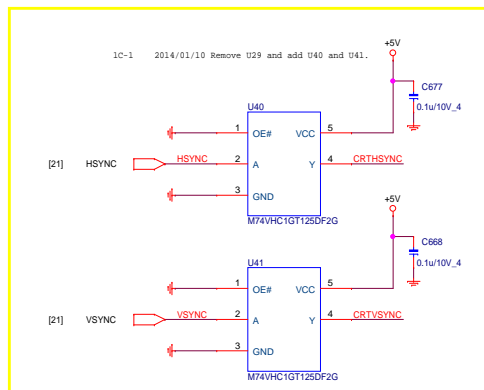 1C-1 2014/01/10 Remove U29 and add U40 and U41.
+5V
C677
0.1u/10V_4
U40
1 OE# VCC 5
[21] HSYNC HSYNC 2 A Y 4 CRTHSYNC
3 GND
M74VHC1GT125DF2G
+5V
C668
0.1u/10V_4
U41
1 OE# VCC 5
[21] VSYNC VSYNC 2 A Y 4 CRTVSYNC
3 GND
M74VHC1GT125DF2G